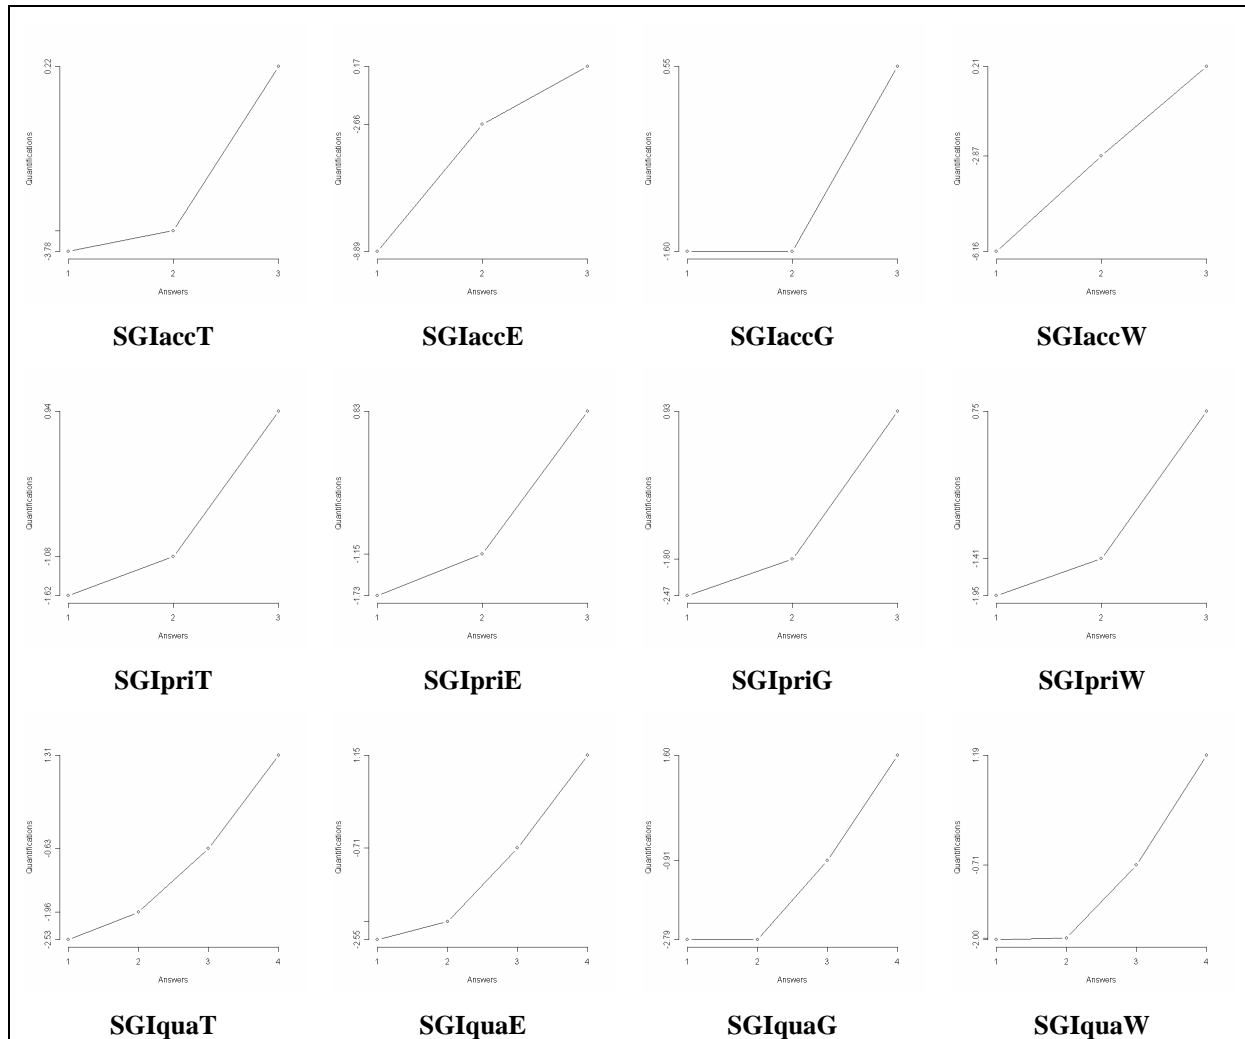 0.22
-3.78
Quantifications
1 2 3
Answers
SGIaccT
0.17
-2.66
-8.89
Quantifications
1 2 3
Answers
SGIaccE
0.55
-1.60
Quantifications
1 2 3
Answers
SGIaccG
0.21
-2.87
-6.16
Quantifications
1 2 3
Answers
SGIaccW
0.94
-1.08
-1.62
Quantifications
1 2 3
Answers
SGIpriT
0.83
-1.15
-1.73
Quantifications
1 2 3
Answers
SGIpriE
0.93
-1.80
-2.47
Quantifications
1 2 3
Answers
SGIpriG
0.75
-1.41
-1.95
Quantifications
1 2 3
Answers
SGIpriW
1.31
-0.63
-1.96
-2.53
Quantifications
1 2 3 4
Answers
SGIquaT
1.15
-0.71
-2.55
Quantifications
1 2 3 4
Answers
SGIquaE
1.60
-0.91
-2.79
Quantifications
1 2 3 4
Answers
SGIquaG
1.19
-0.71
-2.00
Quantifications
1 2 3 4
Answers
SGIquaW